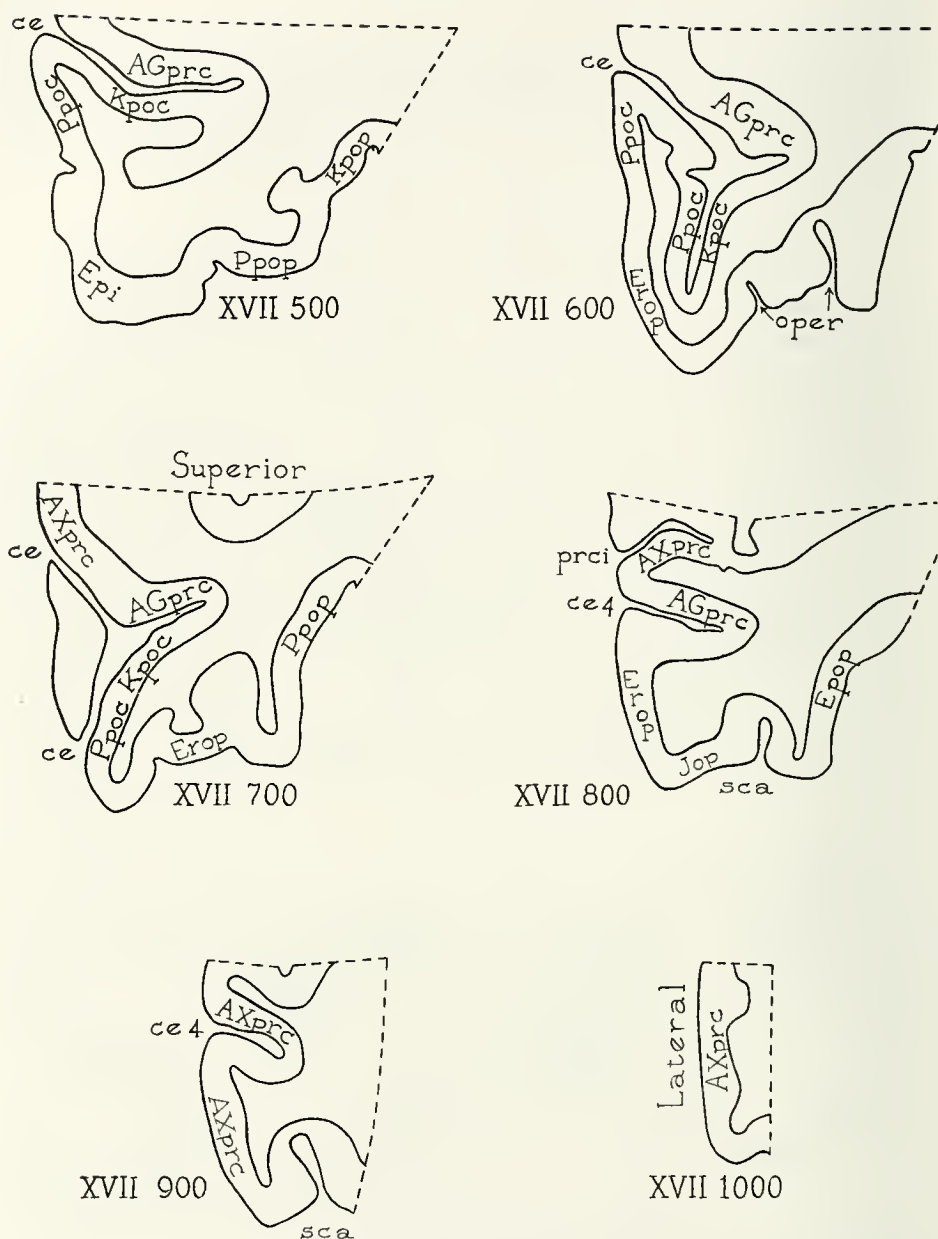 ce
AGprc
Kpoc
Ppoc
Kpop
Ppop
Epi
XVII 500
ce
AGprc
Ppoc
Ppoc
Kpoc
Erop
oper
XVII 600
Superior
AXprc
ce
AGprc
Ppop
Ppoc Kpoc
ce
Erop
XVII 700
prci
AXprc
ce4
AGprc
Erop
Epop
Jop
sca
XVII 800
AXprc
ce4
AXprc
XVII 900
sca
Lateral
AXprc
XVII 1000